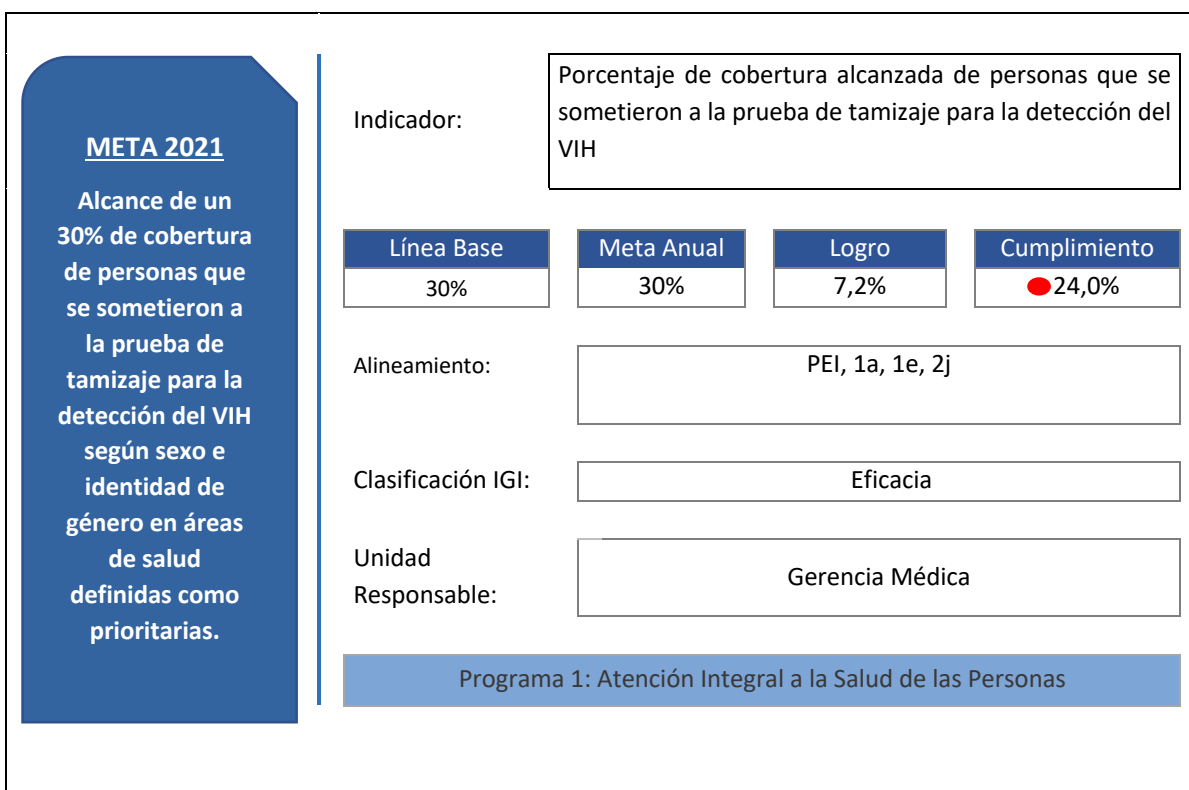 META 2021
Alcance de un
30% de cobertura
de personas que
se sometieron a
la prueba de
tamizaje para la
detección del VIH
según sexo e
identidad de
género en áreas
de salud
definidas como
prioritarias.
Indicador:
Porcentaje de cobertura alcanzada de personas que se
sometieron a la prueba de tamizaje para la detección del
VIH
Línea Base
30%
Meta Anual
30%
Logro
7,2%
Cumplimiento
24,0%
Alineamiento:
PEI, 1a, 1e, 2j
Clasificación IGI:
Eficacia
Unidad
Responsable:
Gerencia Médica
Programa 1: Atención Integral a la Salud de las Personas